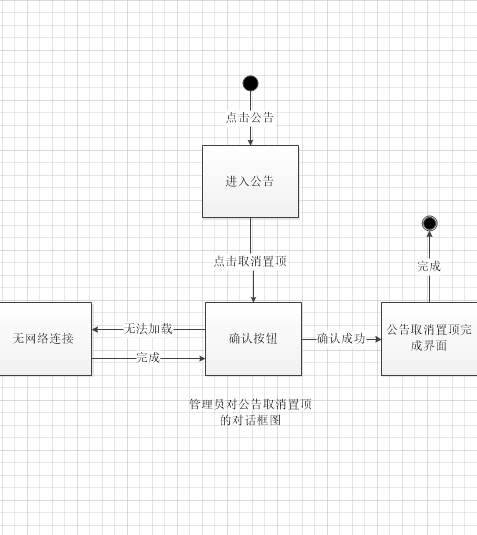 点击公告
进入公告
点击取消置顶
完成
无网络连接
无法加载
完成
确认按钮
确认成功
公告取消置顶完
成界面
管理员对公告取消置顶
的对话框图